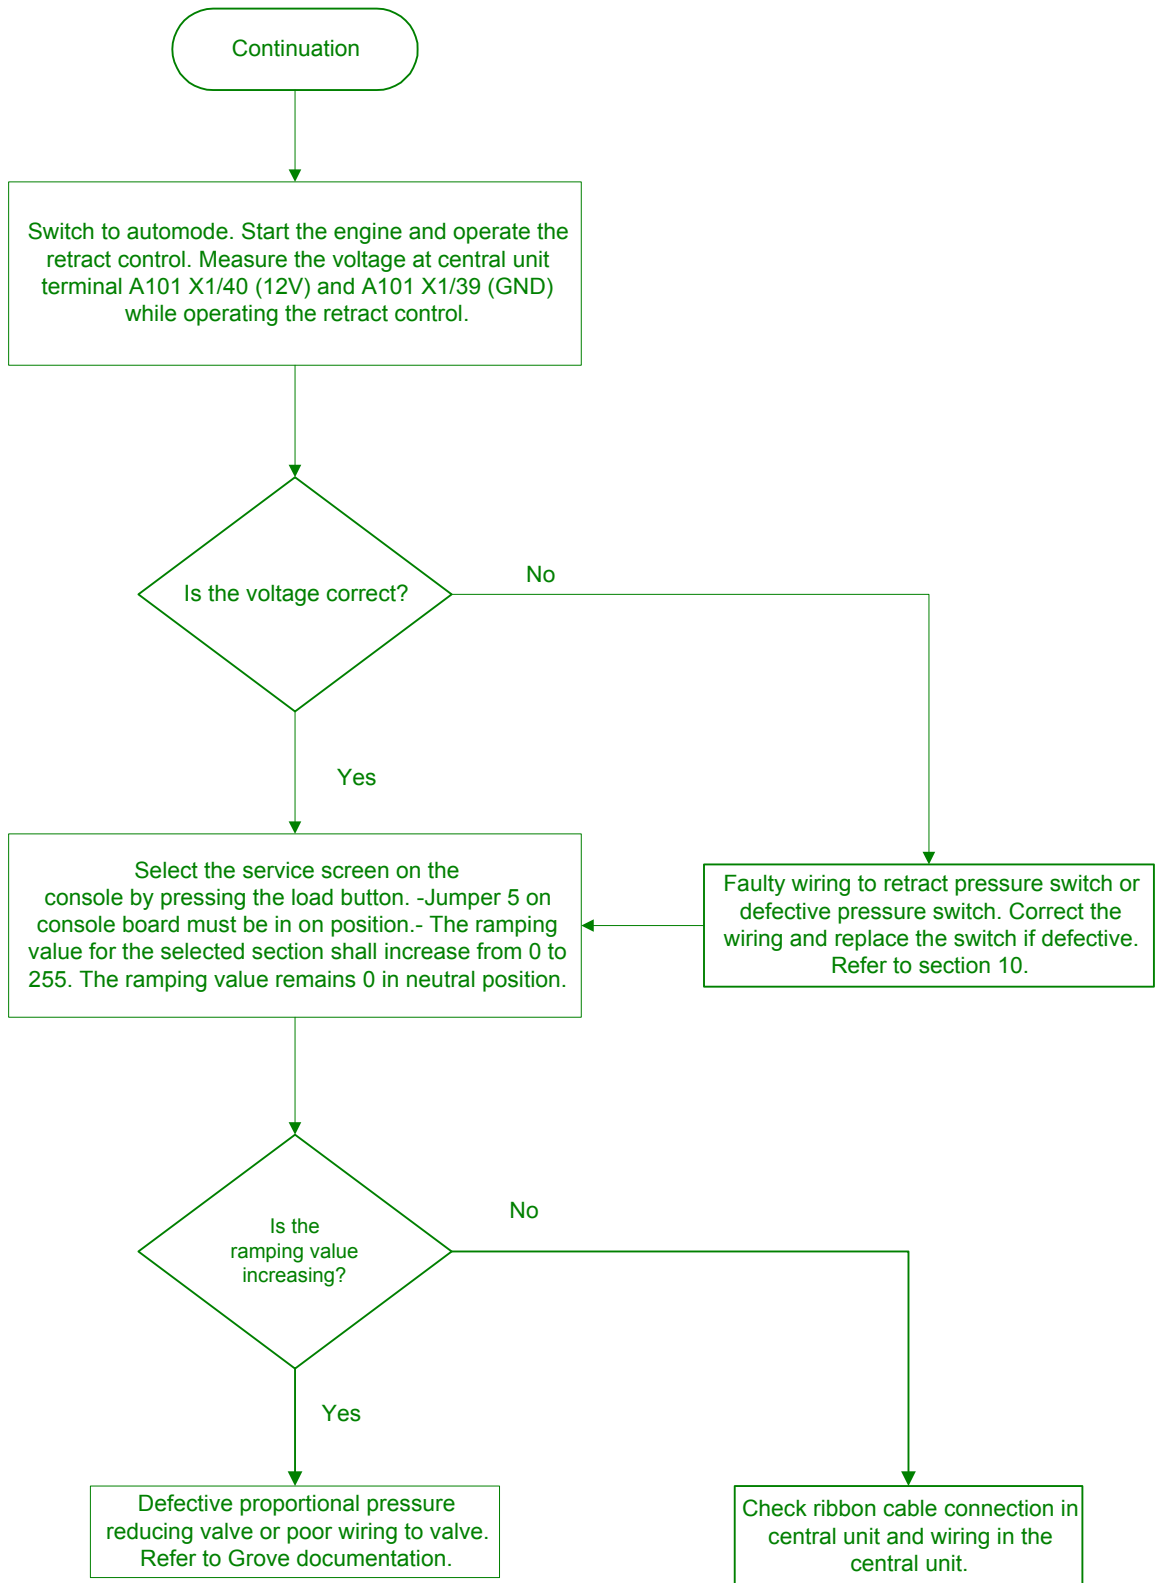 Continuation
Switch to automode. Start the engine and operate the
retract control. Measure the voltage at central unit
terminal A101 X1/40 (12V) and A101 X1/39 (GND)
while operating the retract control.
Is the voltage correct?
No
Yes
Select the service screen on the
console by pressing the load button. -Jumper 5 on
console board must be in on position.- The ramping
value for the selected section shall increase from 0 to
255. The ramping value remains 0 in neutral position.
Faulty wiring to retract pressure switch or
defective pressure switch. Correct the
wiring and replace the switch if defective.
Refer to section 10.
Is the
ramping value
increasing?
No
Yes
Defective proportional pressure
reducing valve or poor wiring to valve.
Refer to Grove documentation.
Check ribbon cable connection in
central unit and wiring in the
central unit.